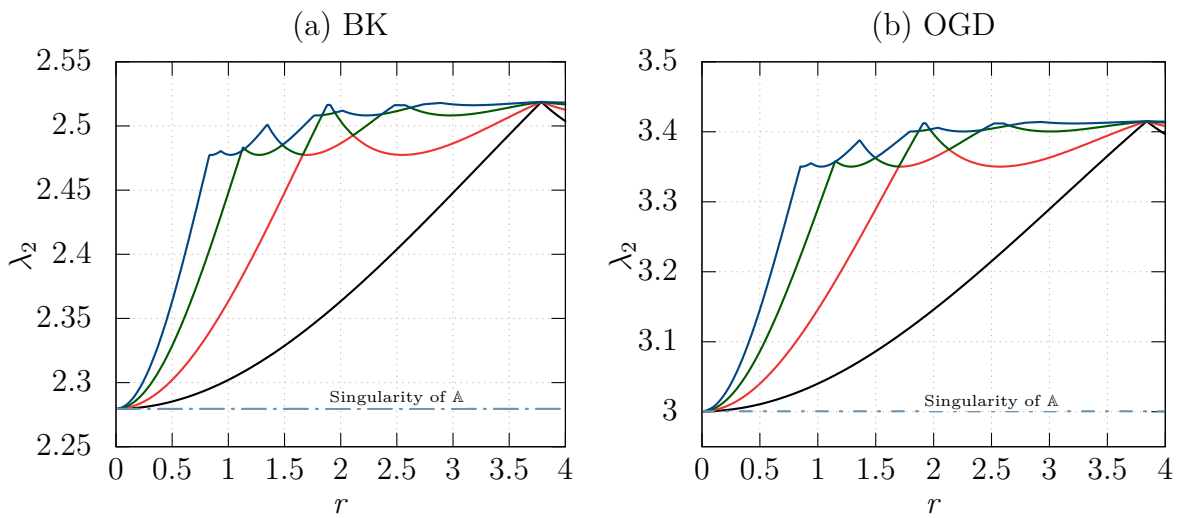 (a) BK
2.55
2.5
2.45
2.4
2.35
2.3
2.25
λ₂
Singularity of 𝔸
0 0.5 1 1.5 2 2.5 3 3.5 4
r
(b) OGD
3.5
3.4
3.3
3.2
3.1
3
λ₂
Singularity of 𝔸
0 0.5 1 1.5 2 2.5 3 3.5 4
r